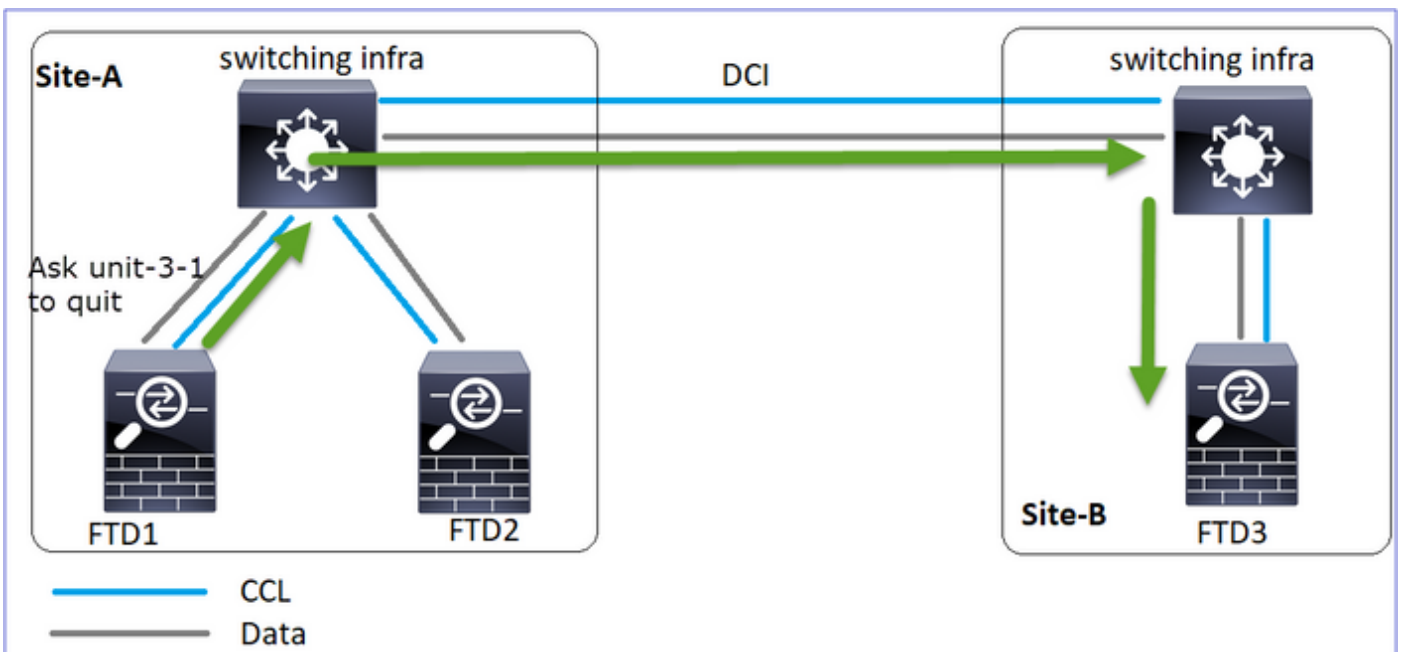 Site-A
switching infra
DCI
switching infra
Ask unit-3-1
to quit
FTD1
FTD2
Site-B
FTD3
CCL
Data